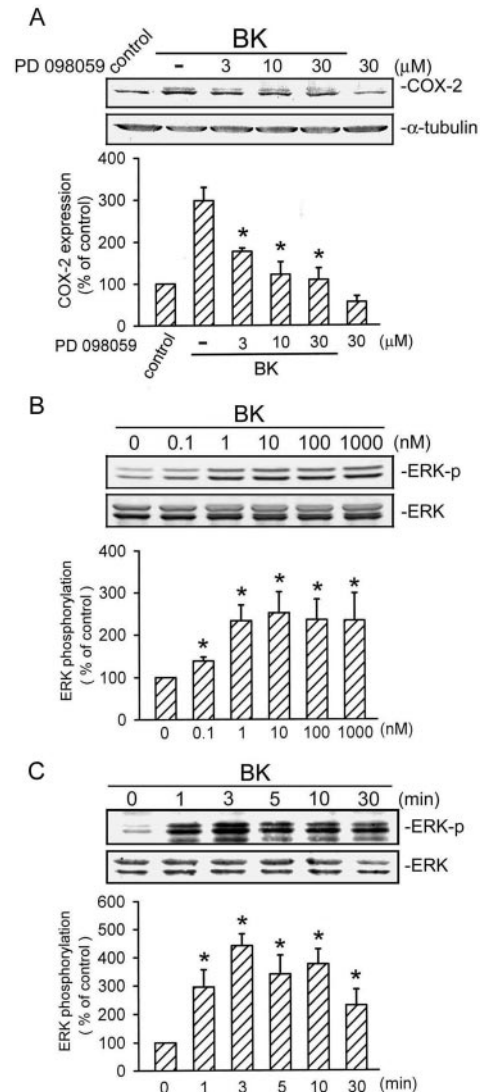 A
control
BK
PD 098059 - 3 10 30 30 (μM)
-COX-2
-α-tubulin
COX-2 expression
(% of control)
400
300
200
100
0
PD 098059 control - 3 10 30 30 (μM)
BK
B
BK
0 0.1 1 10 100 1000 (nM)
-ERK-p
-ERK
ERK phosphorylation
( % of control )
400
300
200
100
0
* * * * *
0 0.1 1 10 100 1000 (nM)
C
BK
0 1 3 5 10 30 (min)
-ERK-p
-ERK
ERK phosphorylation
( % of control )
600
500
400
300
200
100
0
* * * * *
0 1 3 5 10 30 (min)